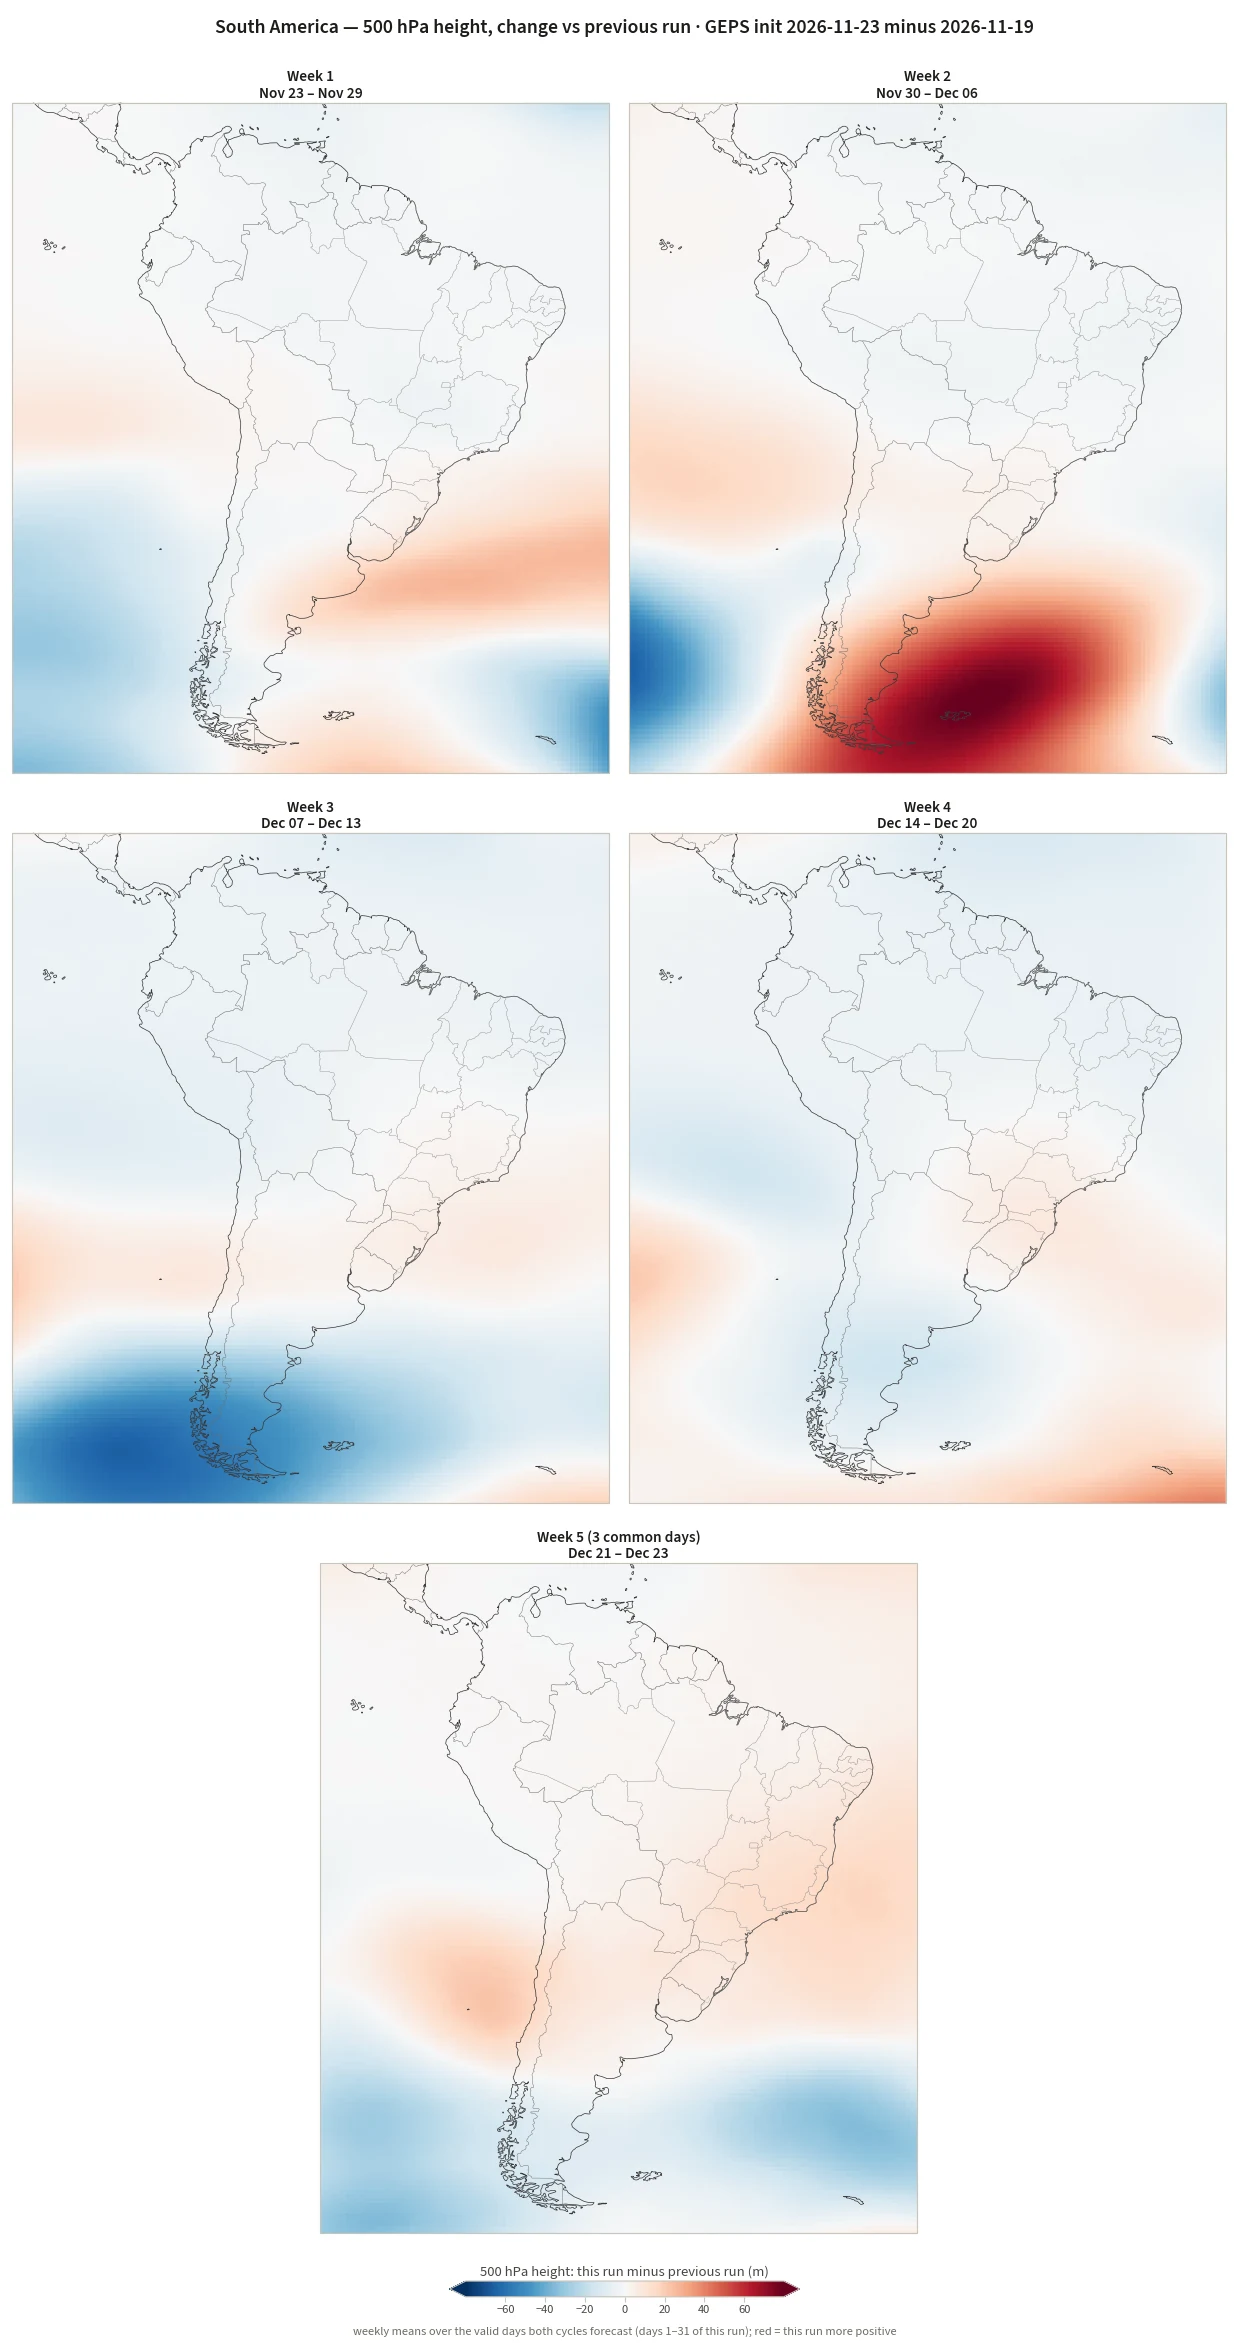 South America — 500 hPa height, change vs previous run · GEPS init 2026-11-23 minus 2026-11-19
Week 1
Nov 23 – Nov 29
Week 2
Nov 30 – Dec 06
Week 3
Dec 07 – Dec 13
Week 4
Dec 14 – Dec 20
Week 5 (3 common days)
Dec 21 – Dec 23
500 hPa height: this run minus previous run (m)
−60 −40 −20 0 20 40 60
weekly means over the valid days both cycles forecast (days 1–31 of this run); red = this run more positive